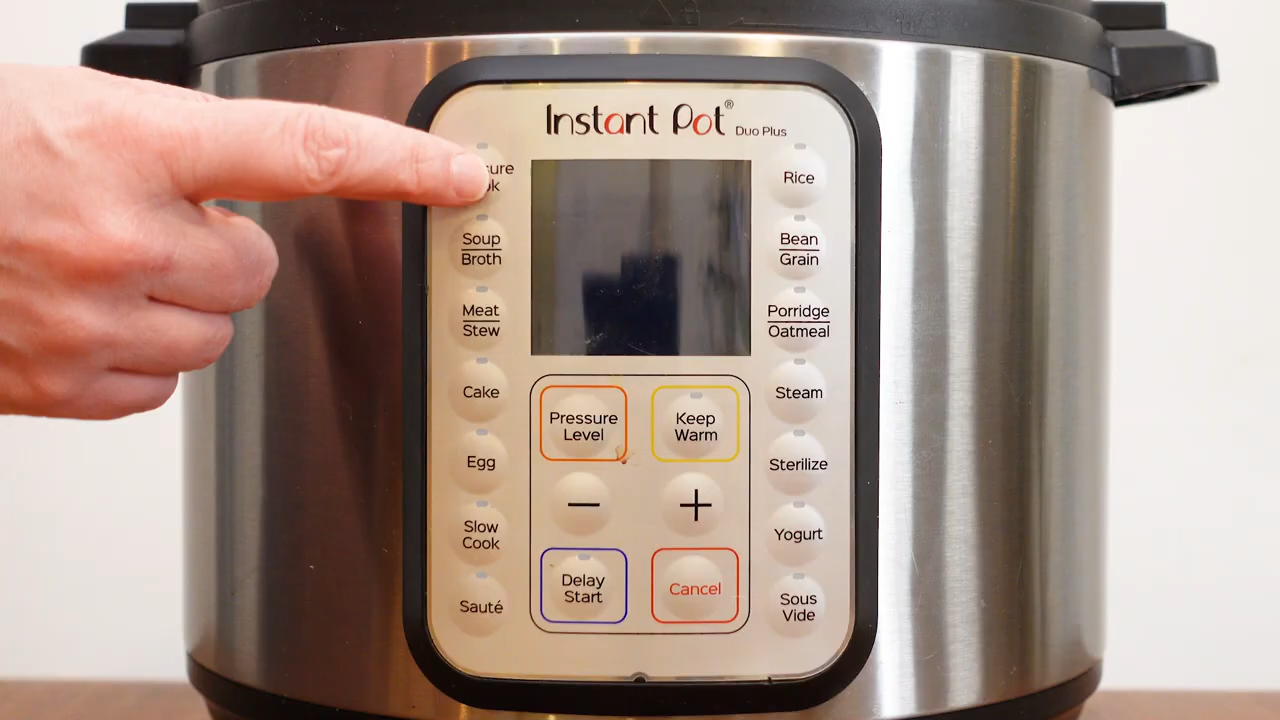 Instant Pot®
Duo Plus
sure
k
Soup
Broth
Meat
Stew
Cake
Egg
Slow
Cook
Sauté
Pressure
Level
Keep
Warm
−
+
Delay
Start
Cancel
Rice
Bean
Grain
Porridge
Oatmeal
Steam
Sterilize
Yogurt
Sous
Vide